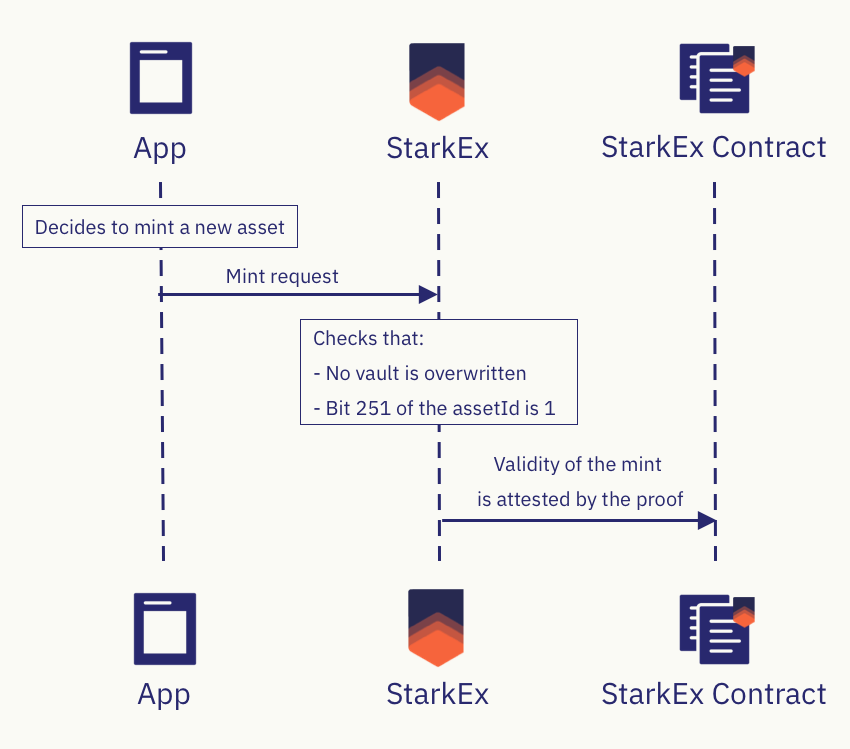 App
StarkEx
StarkEx Contract
Decides to mint a new asset
Mint request
Checks that:
- No vault is overwritten
- Bit 251 of the assetId is 1
Validity of the mint
is attested by the proof
App
StarkEx
StarkEx Contract